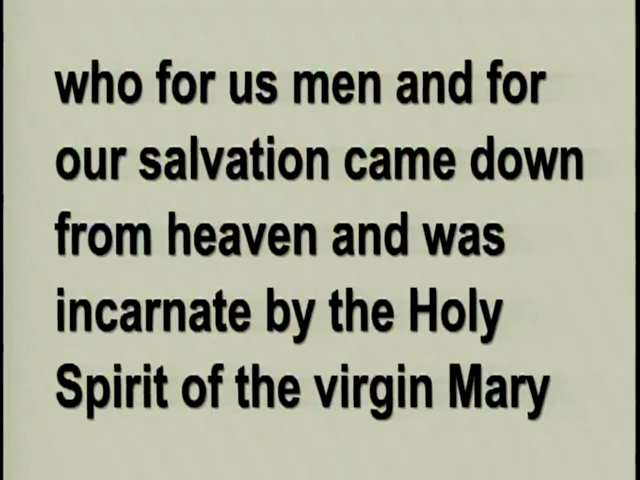 who for us men and for
our salvation came down
from heaven and was
incarnate by the Holy
Spirit of the virgin Mary